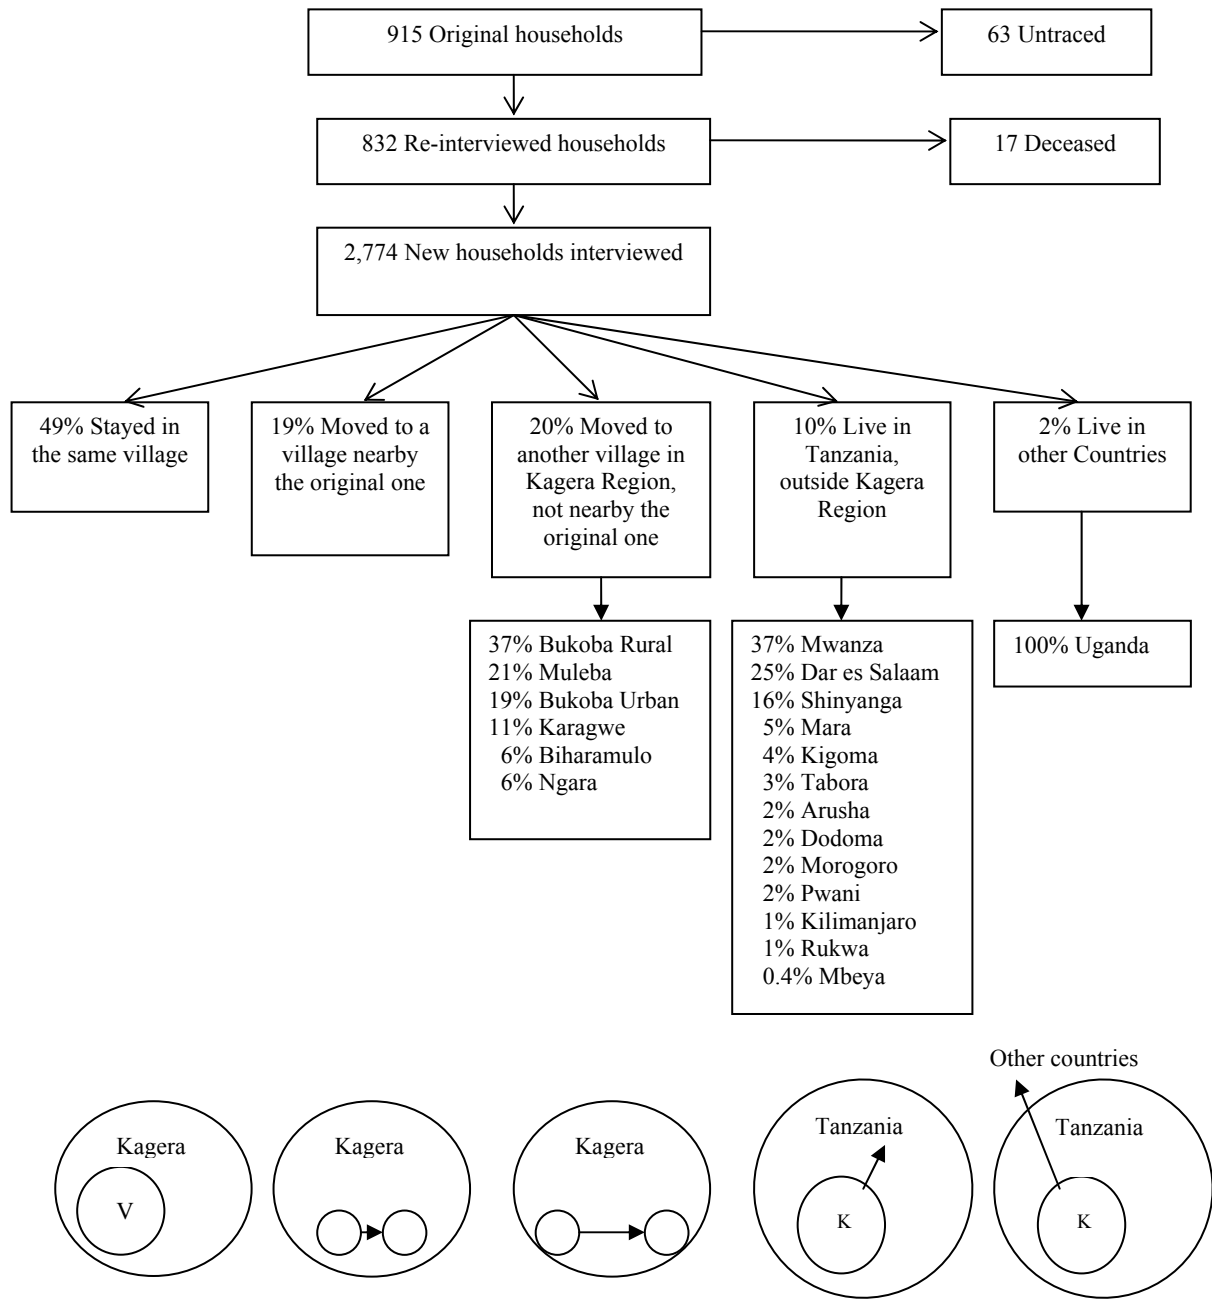 915 Original households
63 Untraced
832 Re-interviewed households
17 Deceased
2,774 New households interviewed
49% Stayed in
the same village
19% Moved to a
village nearby
the original one
20% Moved to
another village in
Kagera Region,
not nearby the
original one
10% Live in
Tanzania,
outside Kagera
Region
2% Live in
other Countries
37% Bukoba Rural
21% Muleba
19% Bukoba Urban
11% Karagwe
6% Biharamulo
6% Ngara
37% Mwanza
25% Dar es Salaam
16% Shinyanga
5% Mara
4% Kigoma
3% Tabora
2% Arusha
2% Dodoma
2% Morogoro
2% Pwani
1% Kilimanjaro
1% Rukwa
0.4% Mbeya
100% Uganda
Kagera
V
Kagera
Kagera
Tanzania
K
Other countries
Tanzania
K